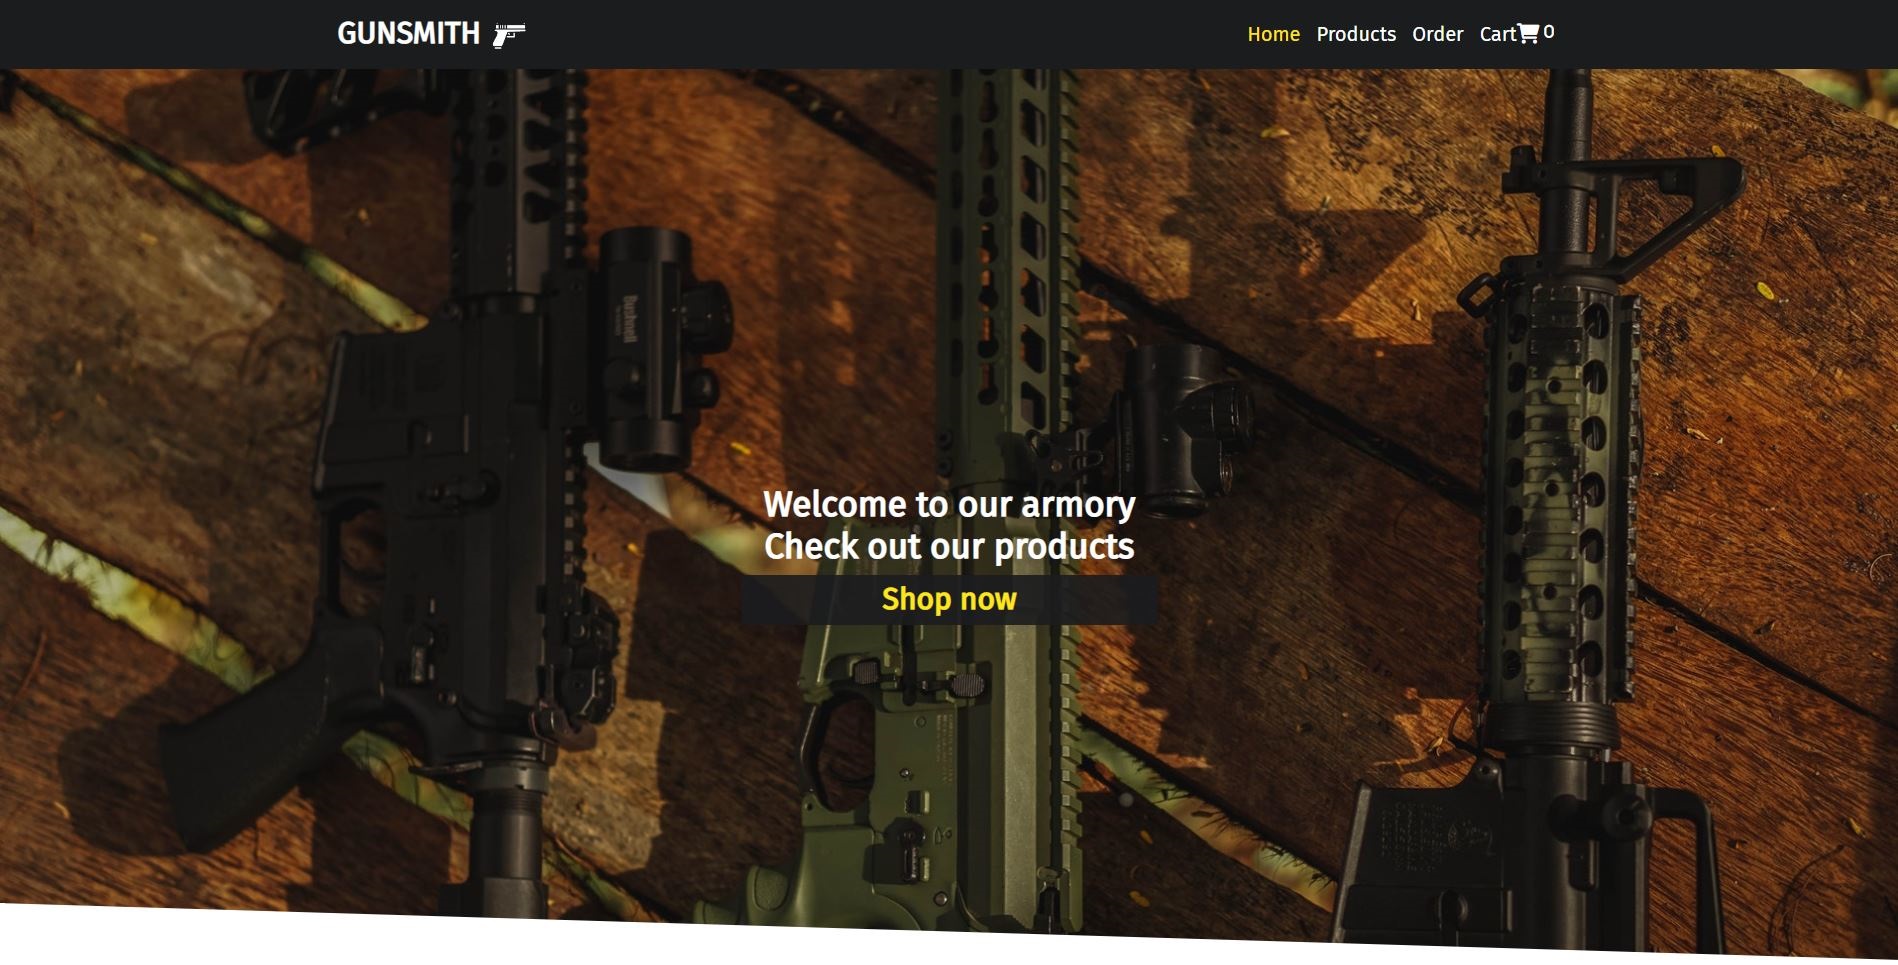 GUNSMITH
Home Products Order Cart 0
Bushnell
Welcome to our armory
Check out our products
Shop now